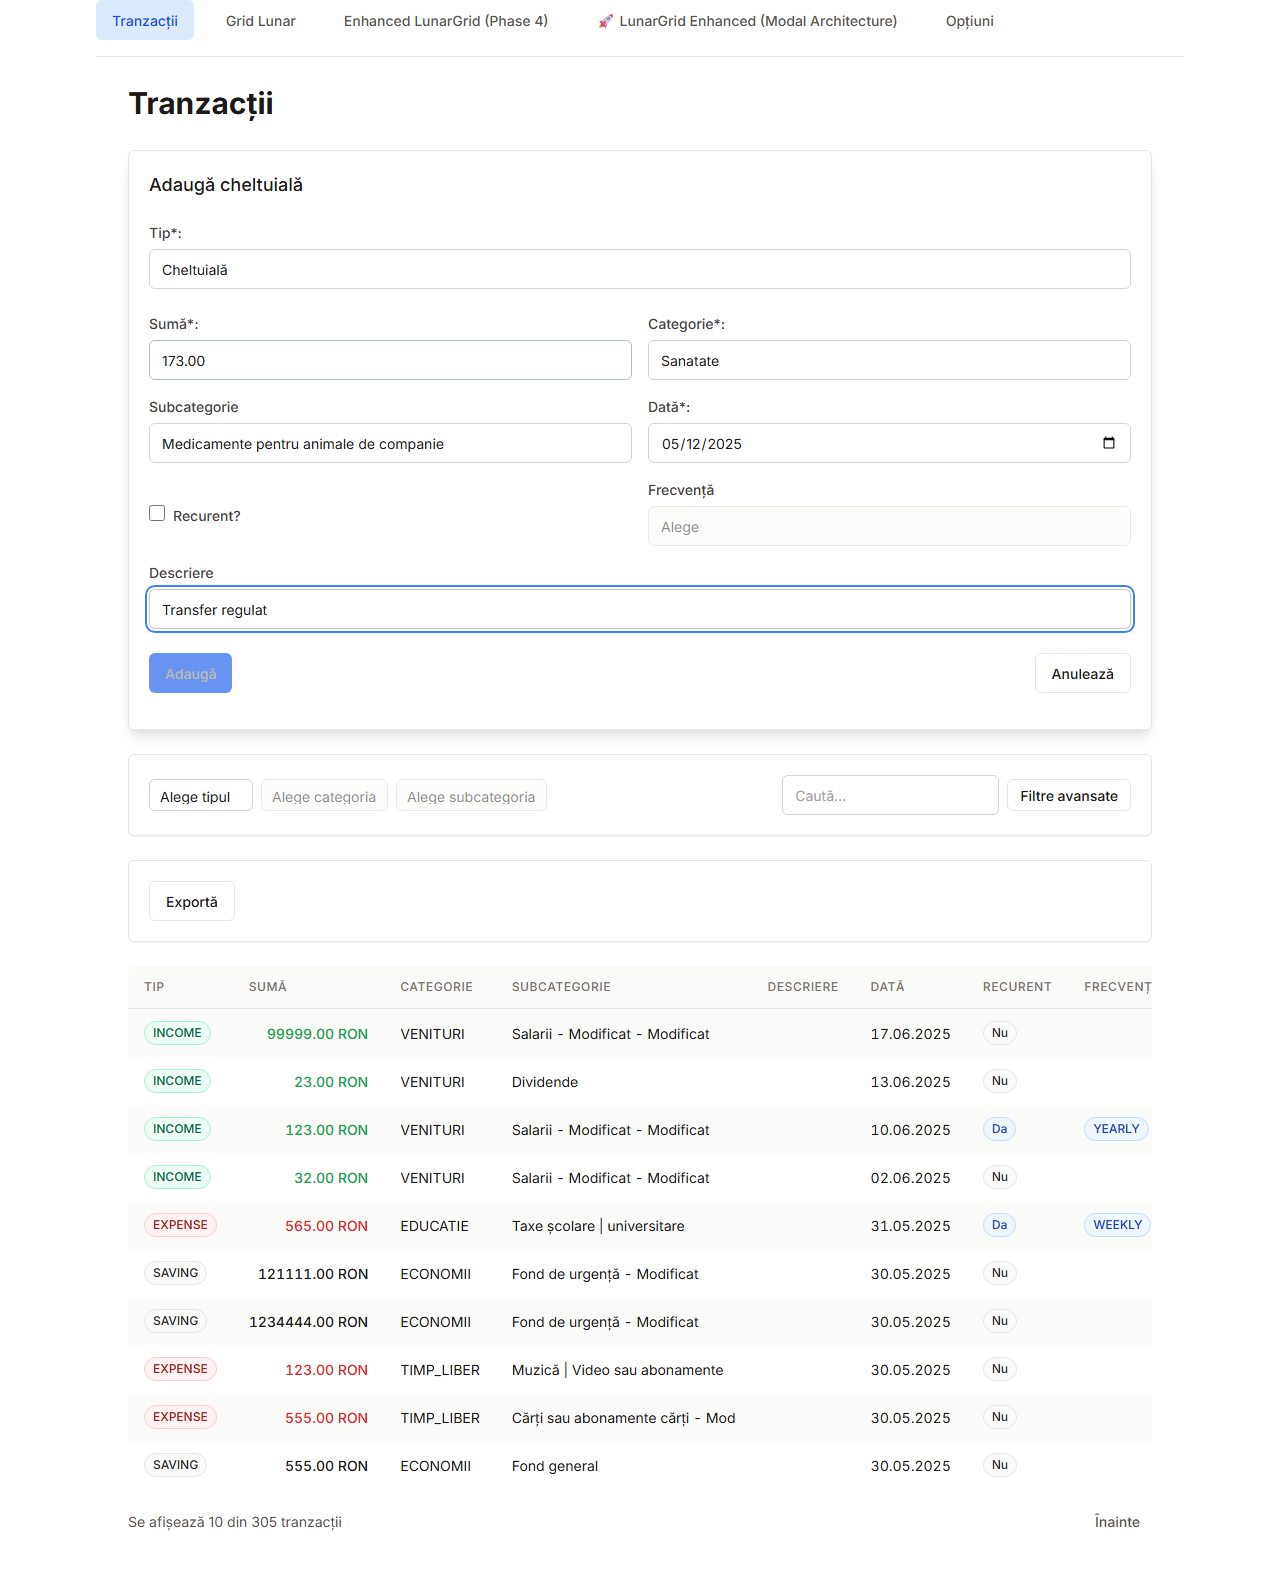 Tranzacții Grid Lunar Enhanced LunarGrid (Phase 4) 🚀 LunarGrid Enhanced (Modal Architecture) Opțiuni
Tranzacții
Adaugă cheltuială
Tip*:
Cheltuială
Sumă*: Categorie*:
173.00 Sanatate
Subcategorie Dată*:
Medicamente pentru animale de companie 05/12/2025
Frecvență
Recurent?
Alege
Descriere
Transfer regulat
Adaugă Anulează
Alege tipul Alege categoria Alege subcategoria Caută... Filtre avansate
Exportă
TIP SUMĂ CATEGORIE SUBCATEGORIE DESCRIERE DATĂ RECURENT FRECVENȚ
INCOME 99999.00 RON VENITURI Salarii - Modificat - Modificat 17.06.2025 Nu
INCOME 23.00 RON VENITURI Dividende 13.06.2025 Nu
INCOME 123.00 RON VENITURI Salarii - Modificat - Modificat 10.06.2025 Da YEARLY
INCOME 32.00 RON VENITURI Salarii - Modificat - Modificat 02.06.2025 Nu
EXPENSE 565.00 RON EDUCATIE Taxe școlare | universitare 31.05.2025 Da WEEKLY
SAVING 121111.00 RON ECONOMII Fond de urgență - Modificat 30.05.2025 Nu
SAVING 1234444.00 RON ECONOMII Fond de urgență - Modificat 30.05.2025 Nu
EXPENSE 123.00 RON TIMP_LIBER Muzică | Video sau abonamente 30.05.2025 Nu
EXPENSE 555.00 RON TIMP_LIBER Cărți sau abonamente cărți - Mod 30.05.2025 Nu
SAVING 555.00 RON ECONOMII Fond general 30.05.2025 Nu
Se afișează 10 din 305 tranzacții Înainte